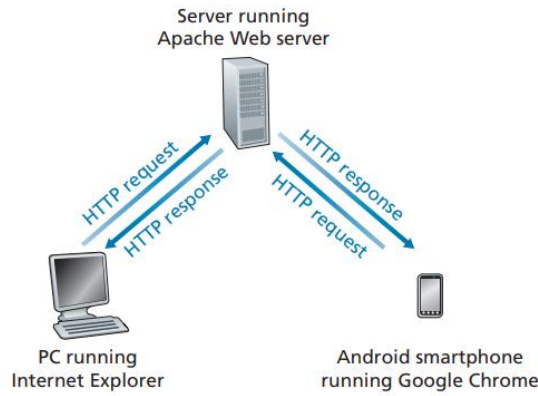 Server running
Apache Web server
HTTP request
HTTP response
HTTP response
HTTP request
PC running
Internet Explorer
Android smartphone
running Google Chrome